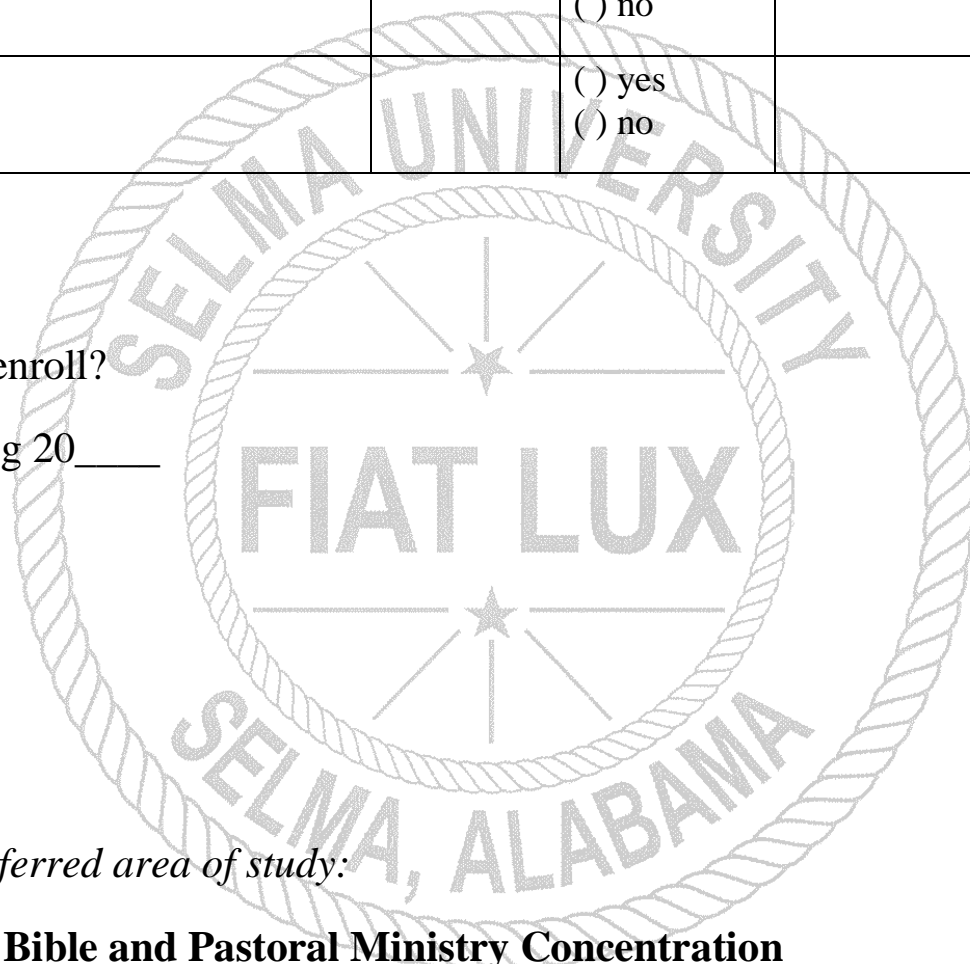 ( ) no
( ) yes
( ) no
SELMA UNIVERSITY
enroll?
g 20____
FIAT LUX
SELMA, ALABAMA
ferred area of study:
Bible and Pastoral Ministry Concentration